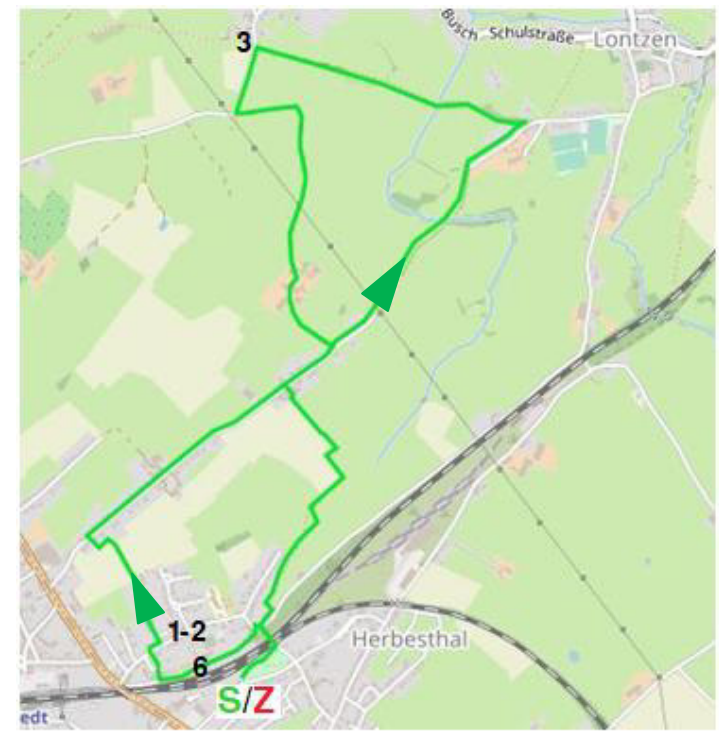 Busch
Schulstraße
Lontzen
3
1-2
Herbesthal
6
S/Z
edt